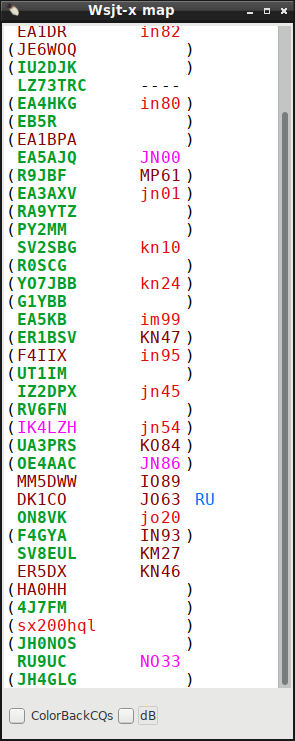 Wsjt-x map
EA1DR in82
(JE6WOQ )
(IU2DJK )
LZ73TRC ----
(EA4HKG in80)
(EB5R )
(EA1BPA )
EA5AJQ JN00
(R9JBF MP61)
(EA3AXV jn01)
(RA9YTZ )
(PY2MM )
SV2SBG kn10
(R0SCG )
(YO7JBB kn24)
(G1YBB )
EA5KB im99
(ER1BSV KN47)
(F4IIX in95)
(UT1IM )
IZ2DPX jn45
(RV6FN )
(IK4LZH jn54)
(UA3PRS KO84)
(OE4AAC JN86)
MM5DWW IO89
DK1CO JO63 RU
ON8VK jo20
(F4GYA IN93)
SV8EUL KM27
ER5DX KN46
(HA0HH )
(4J7FM )
(sx200hql )
(JH0NOS )
RU9UC NO33
(JH4GLG )
ColorBackCQs dB